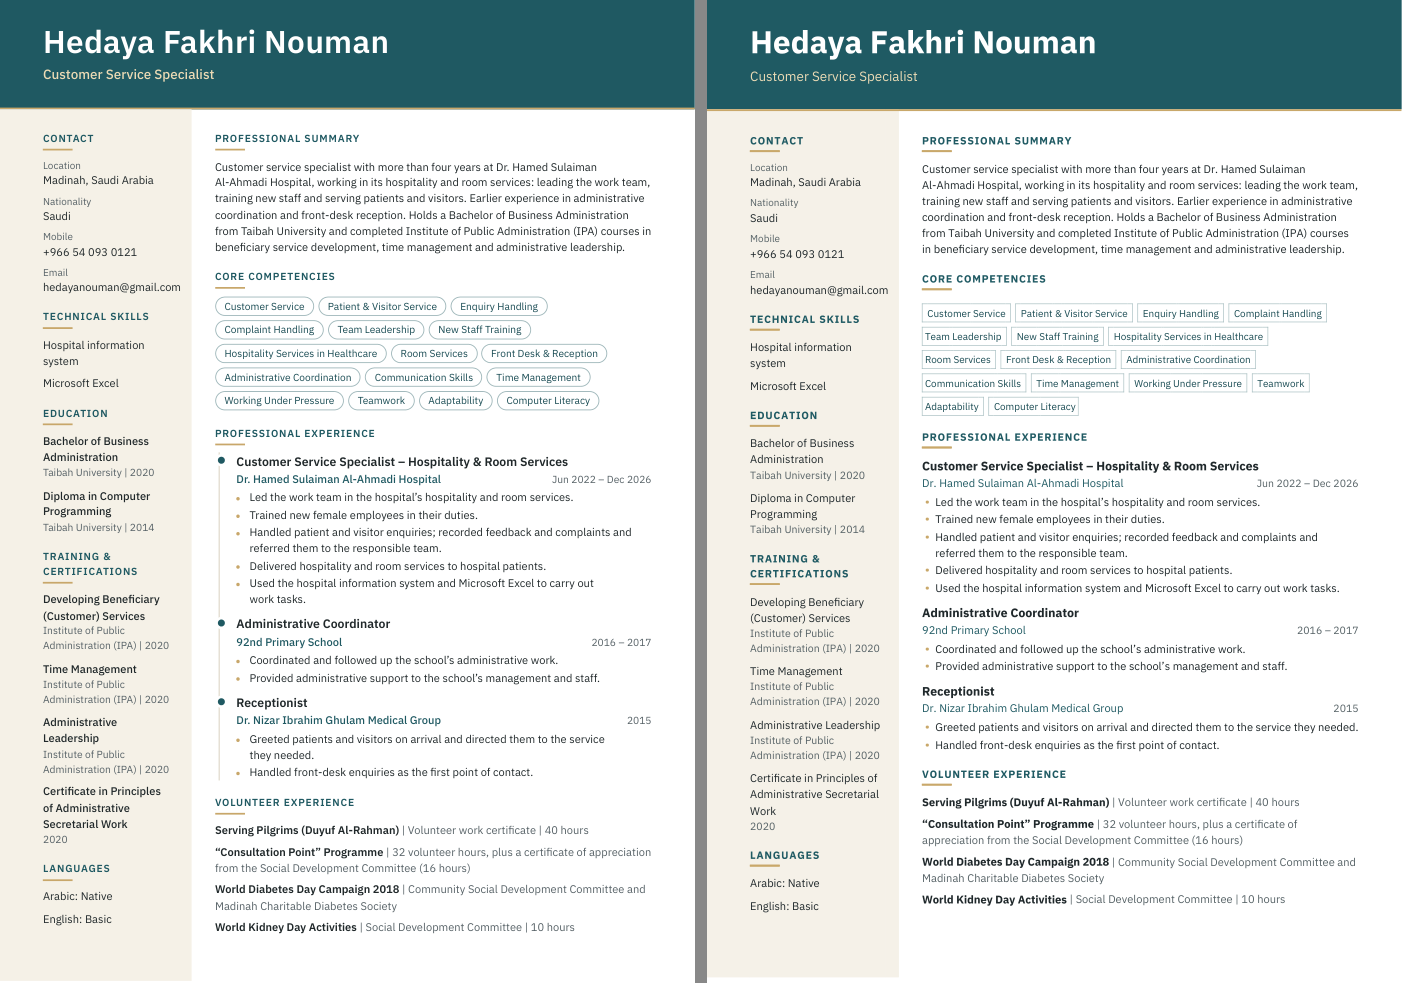 Hedaya Fakhri Nouman
Customer Service Specialist
CONTACT
Location
Madinah, Saudi Arabia
Nationality
Saudi
Mobile
+966 54 093 0121
Email
hedayanouman@gmail.com
TECHNICAL SKILLS
Hospital information
system
Microsoft Excel
EDUCATION
Bachelor of Business
Administration
Taibah University | 2020
Diploma in Computer
Programming
Taibah University | 2014
TRAINING &
CERTIFICATIONS
Developing Beneficiary
(Customer) Services
Institute of Public
Administration (IPA) | 2020
Time Management
Institute of Public
Administration (IPA) | 2020
Administrative
Leadership
Institute of Public
Administration (IPA) | 2020
Certificate in Principles
of Administrative
Secretarial Work
2020
LANGUAGES
Arabic: Native
English: Basic
PROFESSIONAL SUMMARY
Customer service specialist with more than four years at Dr. Hamed Sulaiman
Al-Ahmadi Hospital, working in its hospitality and room services: leading the work team,
training new staff and serving patients and visitors. Earlier experience in administrative
coordination and front-desk reception. Holds a Bachelor of Business Administration
from Taibah University and completed Institute of Public Administration (IPA) courses in
beneficiary service development, time management and administrative leadership.
CORE COMPETENCIES
Customer Service Patient & Visitor Service Enquiry Handling
Complaint Handling Team Leadership New Staff Training
Hospitality Services in Healthcare Room Services Front Desk & Reception
Administrative Coordination Communication Skills Time Management
Working Under Pressure Teamwork Adaptability Computer Literacy
PROFESSIONAL EXPERIENCE
Customer Service Specialist – Hospitality & Room Services
Dr. Hamed Sulaiman Al-Ahmadi Hospital Jun 2022 – Dec 2026
• Led the work team in the hospital’s hospitality and room services.
• Trained new female employees in their duties.
• Handled patient and visitor enquiries; recorded feedback and complaints and
referred them to the responsible team.
• Delivered hospitality and room services to hospital patients.
• Used the hospital information system and Microsoft Excel to carry out
work tasks.
Administrative Coordinator
92nd Primary School 2016 – 2017
• Coordinated and followed up the school’s administrative work.
• Provided administrative support to the school’s management and staff.
Receptionist
Dr. Nizar Ibrahim Ghulam Medical Group 2015
• Greeted patients and visitors on arrival and directed them to the service
they needed.
• Handled front-desk enquiries as the first point of contact.
VOLUNTEER EXPERIENCE
Serving Pilgrims (Duyuf Al-Rahman) | Volunteer work certificate | 40 hours
“Consultation Point” Programme | 32 volunteer hours, plus a certificate of appreciation
from the Social Development Committee (16 hours)
World Diabetes Day Campaign 2018 | Community Social Development Committee and
Madinah Charitable Diabetes Society
World Kidney Day Activities | Social Development Committee | 10 hours
Hedaya Fakhri Nouman
Customer Service Specialist
CONTACT
Location
Madinah, Saudi Arabia
Nationality
Saudi
Mobile
+966 54 093 0121
Email
hedayanouman@gmail.com
TECHNICAL SKILLS
Hospital information
system
Microsoft Excel
EDUCATION
Bachelor of Business
Administration
Taibah University | 2020
Diploma in Computer
Programming
Taibah University | 2014
TRAINING &
CERTIFICATIONS
Developing Beneficiary
(Customer) Services
Institute of Public
Administration (IPA) | 2020
Time Management
Institute of Public
Administration (IPA) | 2020
Administrative Leadership
Institute of Public
Administration (IPA) | 2020
Certificate in Principles of
Administrative Secretarial
Work
2020
LANGUAGES
Arabic: Native
English: Basic
PROFESSIONAL SUMMARY
Customer service specialist with more than four years at Dr. Hamed Sulaiman
Al-Ahmadi Hospital, working in its hospitality and room services: leading the work team,
training new staff and serving patients and visitors. Earlier experience in administrative
coordination and front-desk reception. Holds a Bachelor of Business Administration
from Taibah University and completed Institute of Public Administration (IPA) courses
in beneficiary service development, time management and administrative leadership.
CORE COMPETENCIES
Customer Service Patient & Visitor Service Enquiry Handling Complaint Handling
Team Leadership New Staff Training Hospitality Services in Healthcare
Room Services Front Desk & Reception Administrative Coordination
Communication Skills Time Management Working Under Pressure Teamwork
Adaptability Computer Literacy
PROFESSIONAL EXPERIENCE
Customer Service Specialist – Hospitality & Room Services
Dr. Hamed Sulaiman Al-Ahmadi Hospital Jun 2022 – Dec 2026
• Led the work team in the hospital’s hospitality and room services.
• Trained new female employees in their duties.
• Handled patient and visitor enquiries; recorded feedback and complaints and
referred them to the responsible team.
• Delivered hospitality and room services to hospital patients.
• Used the hospital information system and Microsoft Excel to carry out work tasks.
Administrative Coordinator
92nd Primary School 2016 – 2017
• Coordinated and followed up the school’s administrative work.
• Provided administrative support to the school’s management and staff.
Receptionist
Dr. Nizar Ibrahim Ghulam Medical Group 2015
• Greeted patients and visitors on arrival and directed them to the service they needed.
• Handled front-desk enquiries as the first point of contact.
VOLUNTEER EXPERIENCE
Serving Pilgrims (Duyuf Al-Rahman) | Volunteer work certificate | 40 hours
“Consultation Point” Programme | 32 volunteer hours, plus a certificate of
appreciation from the Social Development Committee (16 hours)
World Diabetes Day Campaign 2018 | Community Social Development Committee and
Madinah Charitable Diabetes Society
World Kidney Day Activities | Social Development Committee | 10 hours